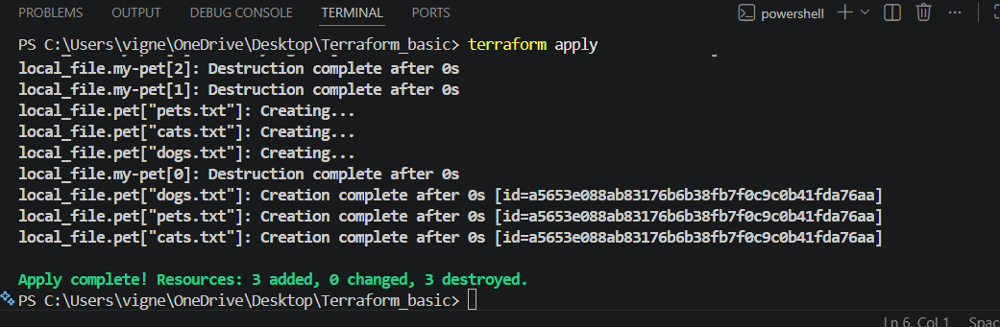 PROBLEMS OUTPUT DEBUG CONSOLE TERMINAL PORTS powershell
PS C:\Users\vigne\OneDrive\Desktop\Terraform_basic> terraform apply
local_file.my-pet[2]: Destruction complete after 0s
local_file.my-pet[1]: Destruction complete after 0s
local_file.pet["pets.txt"]: Creating...
local_file.pet["cats.txt"]: Creating...
local_file.pet["dogs.txt"]: Creating...
local_file.my-pet[0]: Destruction complete after 0s
local_file.pet["dogs.txt"]: Creation complete after 0s [id=a5653e088ab83176b6b38fb7f0c9c0b41fda76aa]
local_file.pet["pets.txt"]: Creation complete after 0s [id=a5653e088ab83176b6b38fb7f0c9c0b41fda76aa]
local_file.pet["cats.txt"]: Creation complete after 0s [id=a5653e088ab83176b6b38fb7f0c9c0b41fda76aa]
Apply complete! Resources: 3 added, 0 changed, 3 destroyed.
PS C:\Users\vigne\OneDrive\Desktop\Terraform_basic>
Ln 6, Col 1 Spac